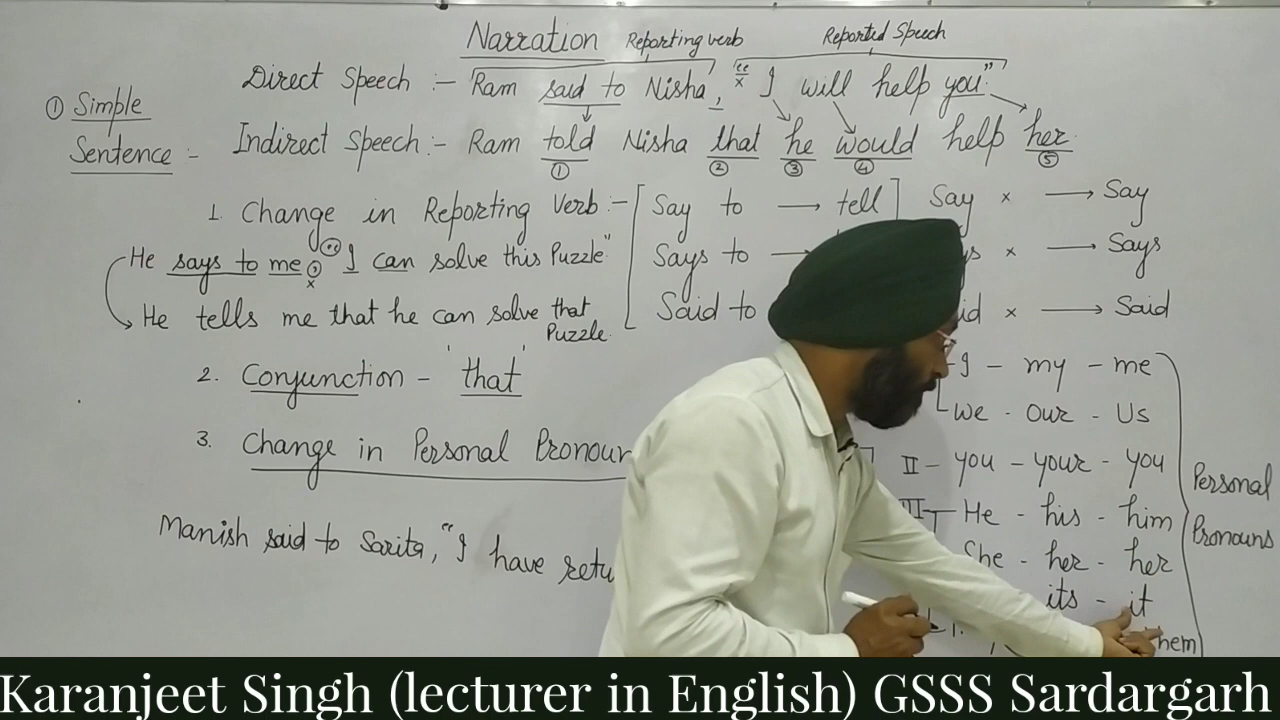 Narration Reporting verb Reported Speech
Direct Speech :- Ram said to Nisha, " x I will help you"
① Simple Sentence :-
Indirect Speech :- Ram told Nisha that he would help her.
① ② ③ ④ ⑤
1. Change in Reporting Verb :- [ Say to → tell ] Say x → Say
Says to → x → Says
Said to x → Said
He says to me, "I can solve this Puzzle"
x
He tells me that he can solve that Puzzle.
2. Conjunction - 'that'
3. Change in Personal Pronoun
I - my - me
We - our - Us
II - you - your - you
III He - his - him
She - her - her
its - it
Personal Pronouns
Manish said to Sarita, "I have
Karanjeet Singh (lecturer in English) GSSS Sardargarh